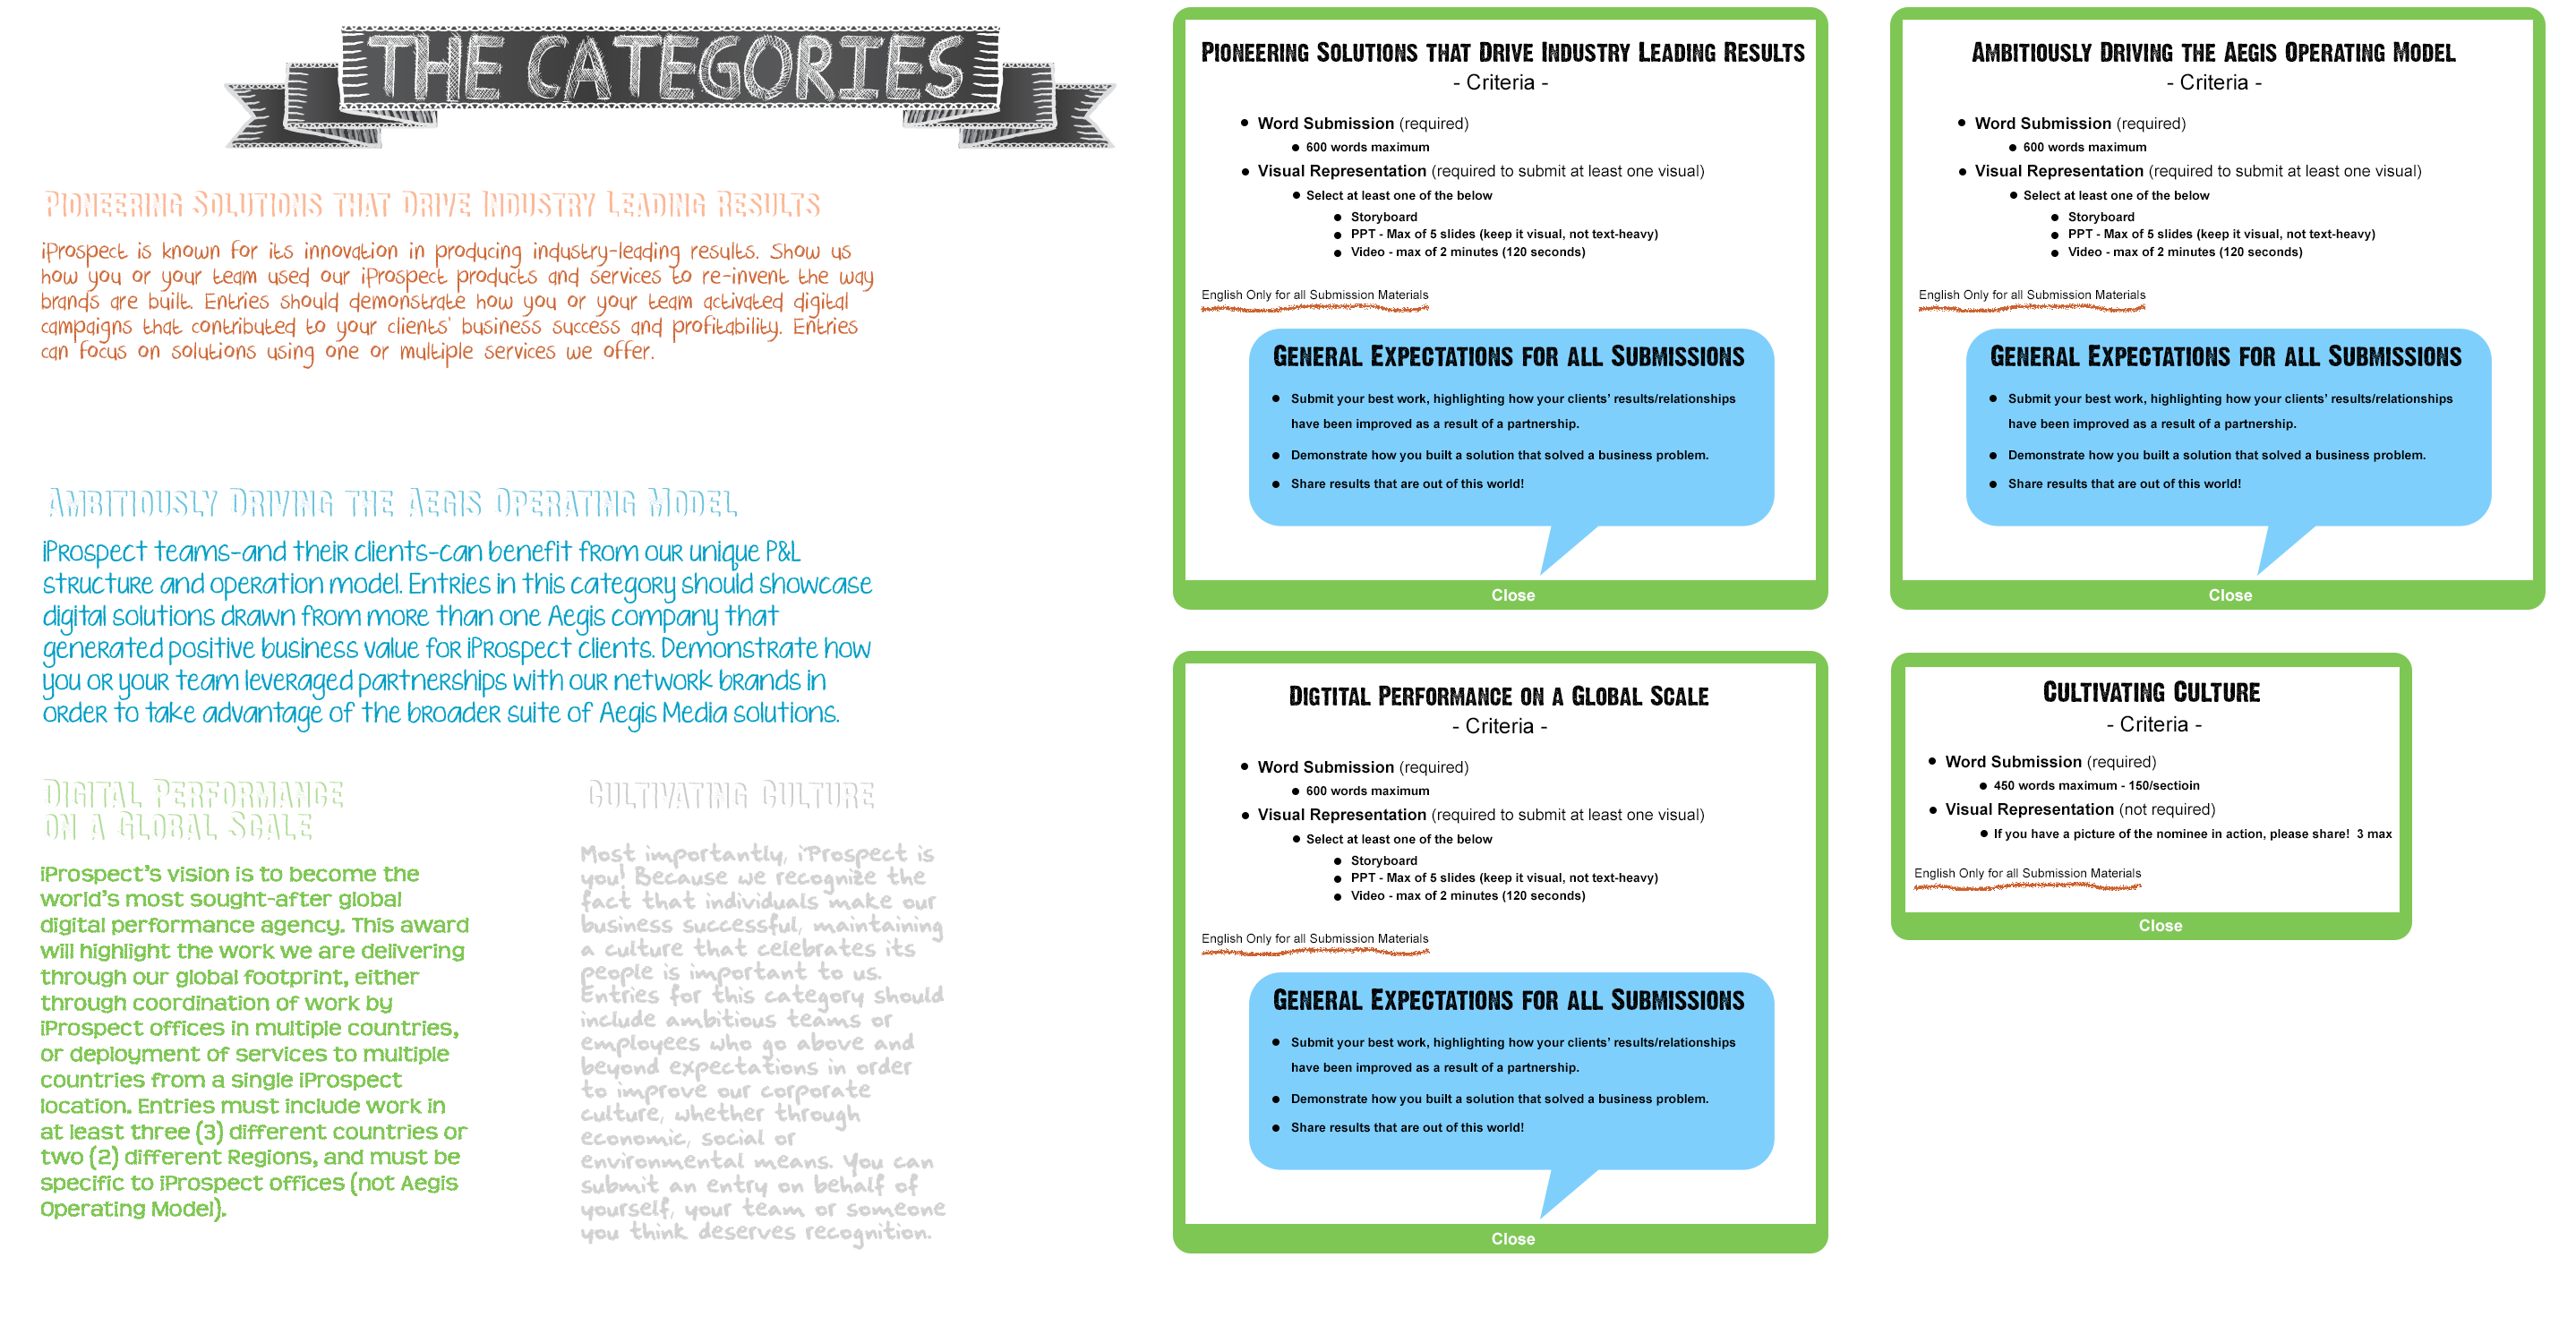 THE CATEGORIES
PIONEERING SOLUTIONS THAT DRIVE INDUSTRY LEADING RESULTS
iProspect is known for its innovation in producing industry-leading results. Show us
how you or your team used our iProspect products and services to re-invent the way
brands are built. Entries should demonstrate how you or your team activated digital
campaigns that contributed to your clients' business success and profitability. Entries
can focus on solutions using one or multiple services we offer.
AMBITIOUSLY DRIVING THE AEGIS OPERATING MODEL
iProspect teams-and their clients-can benefit from our unique P&L
structure and operation model. Entries in this category should showcase
digital solutions drawn from more than one Aegis company that
generated positive business value for iProspect clients. Demonstrate how
you or your team leveraged partnerships with our network brands in
order to take advantage of the broader suite of Aegis Media solutions.
DIGITAL PERFORMANCE
ON A GLOBAL SCALE
iProspect's vision is to become the
world's most sought-after global
digital performance agency. This award
will highlight the work we are delivering
through our global footprint, either
through coordination of work by
iProspect offices in multiple countries,
or deployment of services to multiple
countries from a single iProspect
location. Entries must include work in
at least three (3) different countries or
two (2) different Regions, and must be
specific to iProspect offices (not Aegis
Operating Model).
CULTIVATING CULTURE
Most importantly, iProspect is
you! Because we recognize the
fact that individuals make our
business successful, maintaining
a culture that celebrates its
people is important to us.
Entries for this category should
include ambitious teams or
employees who go above and
beyond expectations in order
to improve our corporate
culture, whether through
economic, social or
environmental means. You can
submit an entry on behalf of
yourself, your team or someone
you think deserves recognition.
PIONEERING SOLUTIONS THAT DRIVE INDUSTRY LEADING RESULTS
- Criteria -
• Word Submission (required)
• 600 words maximum
• Visual Representation (required to submit at least one visual)
• Select at least one of the below
• Storyboard
• PPT - Max of 5 slides (keep it visual, not text-heavy)
• Video - max of 2 minutes (120 seconds)
English Only for all Submission Materials
GENERAL EXPECTATIONS FOR ALL SUBMISSIONS
• Submit your best work, highlighting how your clients' results/relationships
have been improved as a result of a partnership.
• Demonstrate how you built a solution that solved a business problem.
• Share results that are out of this world!
Close
AMBITIOUSLY DRIVING THE AEGIS OPERATING MODEL
- Criteria -
• Word Submission (required)
• 600 words maximum
• Visual Representation (required to submit at least one visual)
• Select at least one of the below
• Storyboard
• PPT - Max of 5 slides (keep it visual, not text-heavy)
• Video - max of 2 minutes (120 seconds)
English Only for all Submission Materials
GENERAL EXPECTATIONS FOR ALL SUBMISSIONS
• Submit your best work, highlighting how your clients' results/relationships
have been improved as a result of a partnership.
• Demonstrate how you built a solution that solved a business problem.
• Share results that are out of this world!
Close
DIGTITAL PERFORMANCE ON A GLOBAL SCALE
- Criteria -
• Word Submission (required)
• 600 words maximum
• Visual Representation (required to submit at least one visual)
• Select at least one of the below
• Storyboard
• PPT - Max of 5 slides (keep it visual, not text-heavy)
• Video - max of 2 minutes (120 seconds)
English Only for all Submission Materials
GENERAL EXPECTATIONS FOR ALL SUBMISSIONS
• Submit your best work, highlighting how your clients' results/relationships
have been improved as a result of a partnership.
• Demonstrate how you built a solution that solved a business problem.
• Share results that are out of this world!
Close
CULTIVATING CULTURE
- Criteria -
• Word Submission (required)
• 450 words maximum - 150/sectioin
• Visual Representation (not required)
• If you have a picture of the nominee in action, please share! 3 max
English Only for all Submission Materials
Close